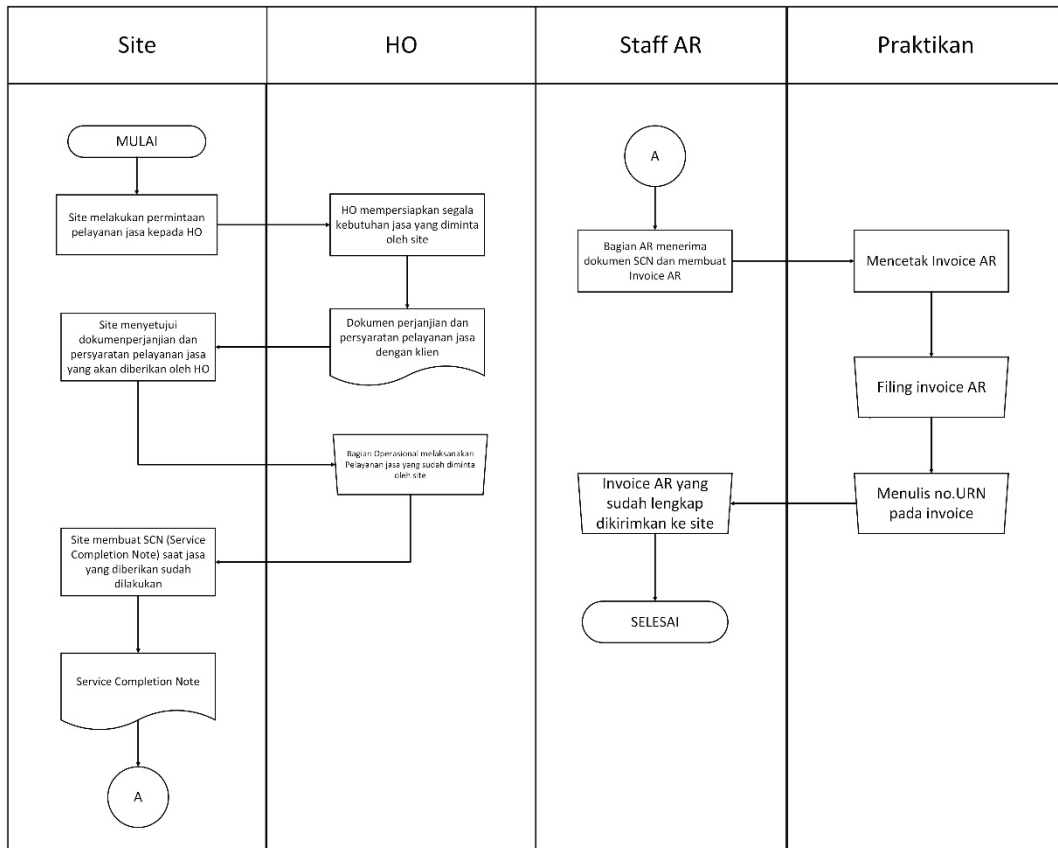 Site
HO
Staff AR
Praktikan
MULAI
Site melakukan permintaan
pelayanan jasa kepada HO
HO mempersiapkan segala
kebutuhan jasa yang diminta
oleh site
Dokumen perjanjian dan
persyaratan pelayanan jasa
dengan klien
Site menyetujui
dokumenperjanjian dan
persyaratan pelayanan jasa
yang akan diberikan oleh HO
Bagian Operasional melaksanakan
Pelayanan jasa yang sudah diminta
oleh site
Site membuat SCN (Service
Completion Note) saat jasa
yang diberikan sudah
dilakukan
Service Completion Note
A
A
Bagian AR menerima
dokumen SCN dan membuat
Invoice AR
Mencetak Invoice AR
Filing invoice AR
Menulis no.URN
pada invoice
Invoice AR yang
sudah lengkap
dikirimkan ke site
SELESAI